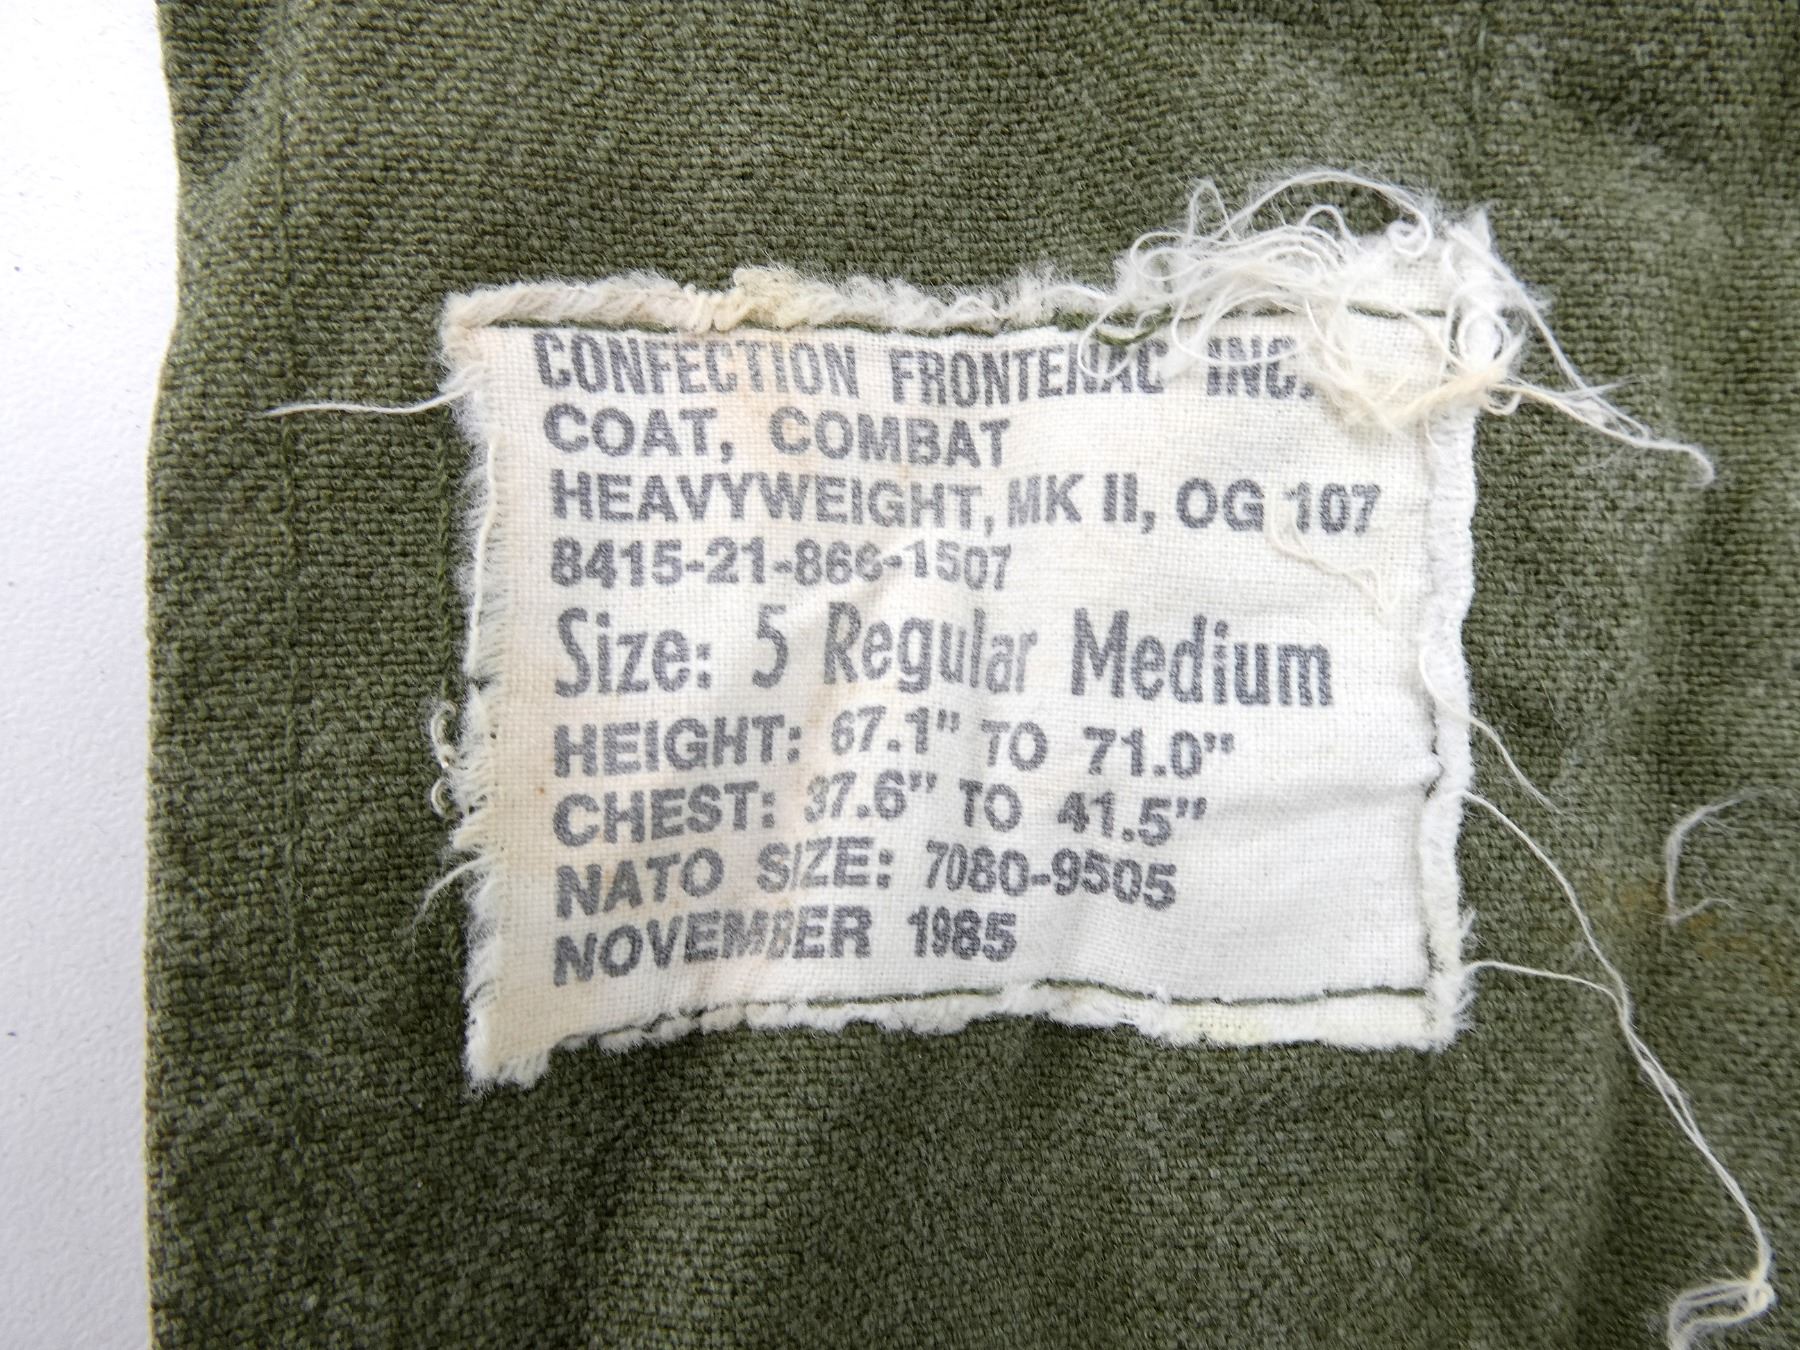 CONFECTION FRONTENAC INC.
COAT, COMBAT
HEAVYWEIGHT, MK II, OG 107
8415-21-866-1507
Size: 5 Regular Medium
HEIGHT: 67.1" TO 71.0"
CHEST: 37.6" TO 41.5"
NATO SIZE: 7080-9505
NOVEMBER 1985